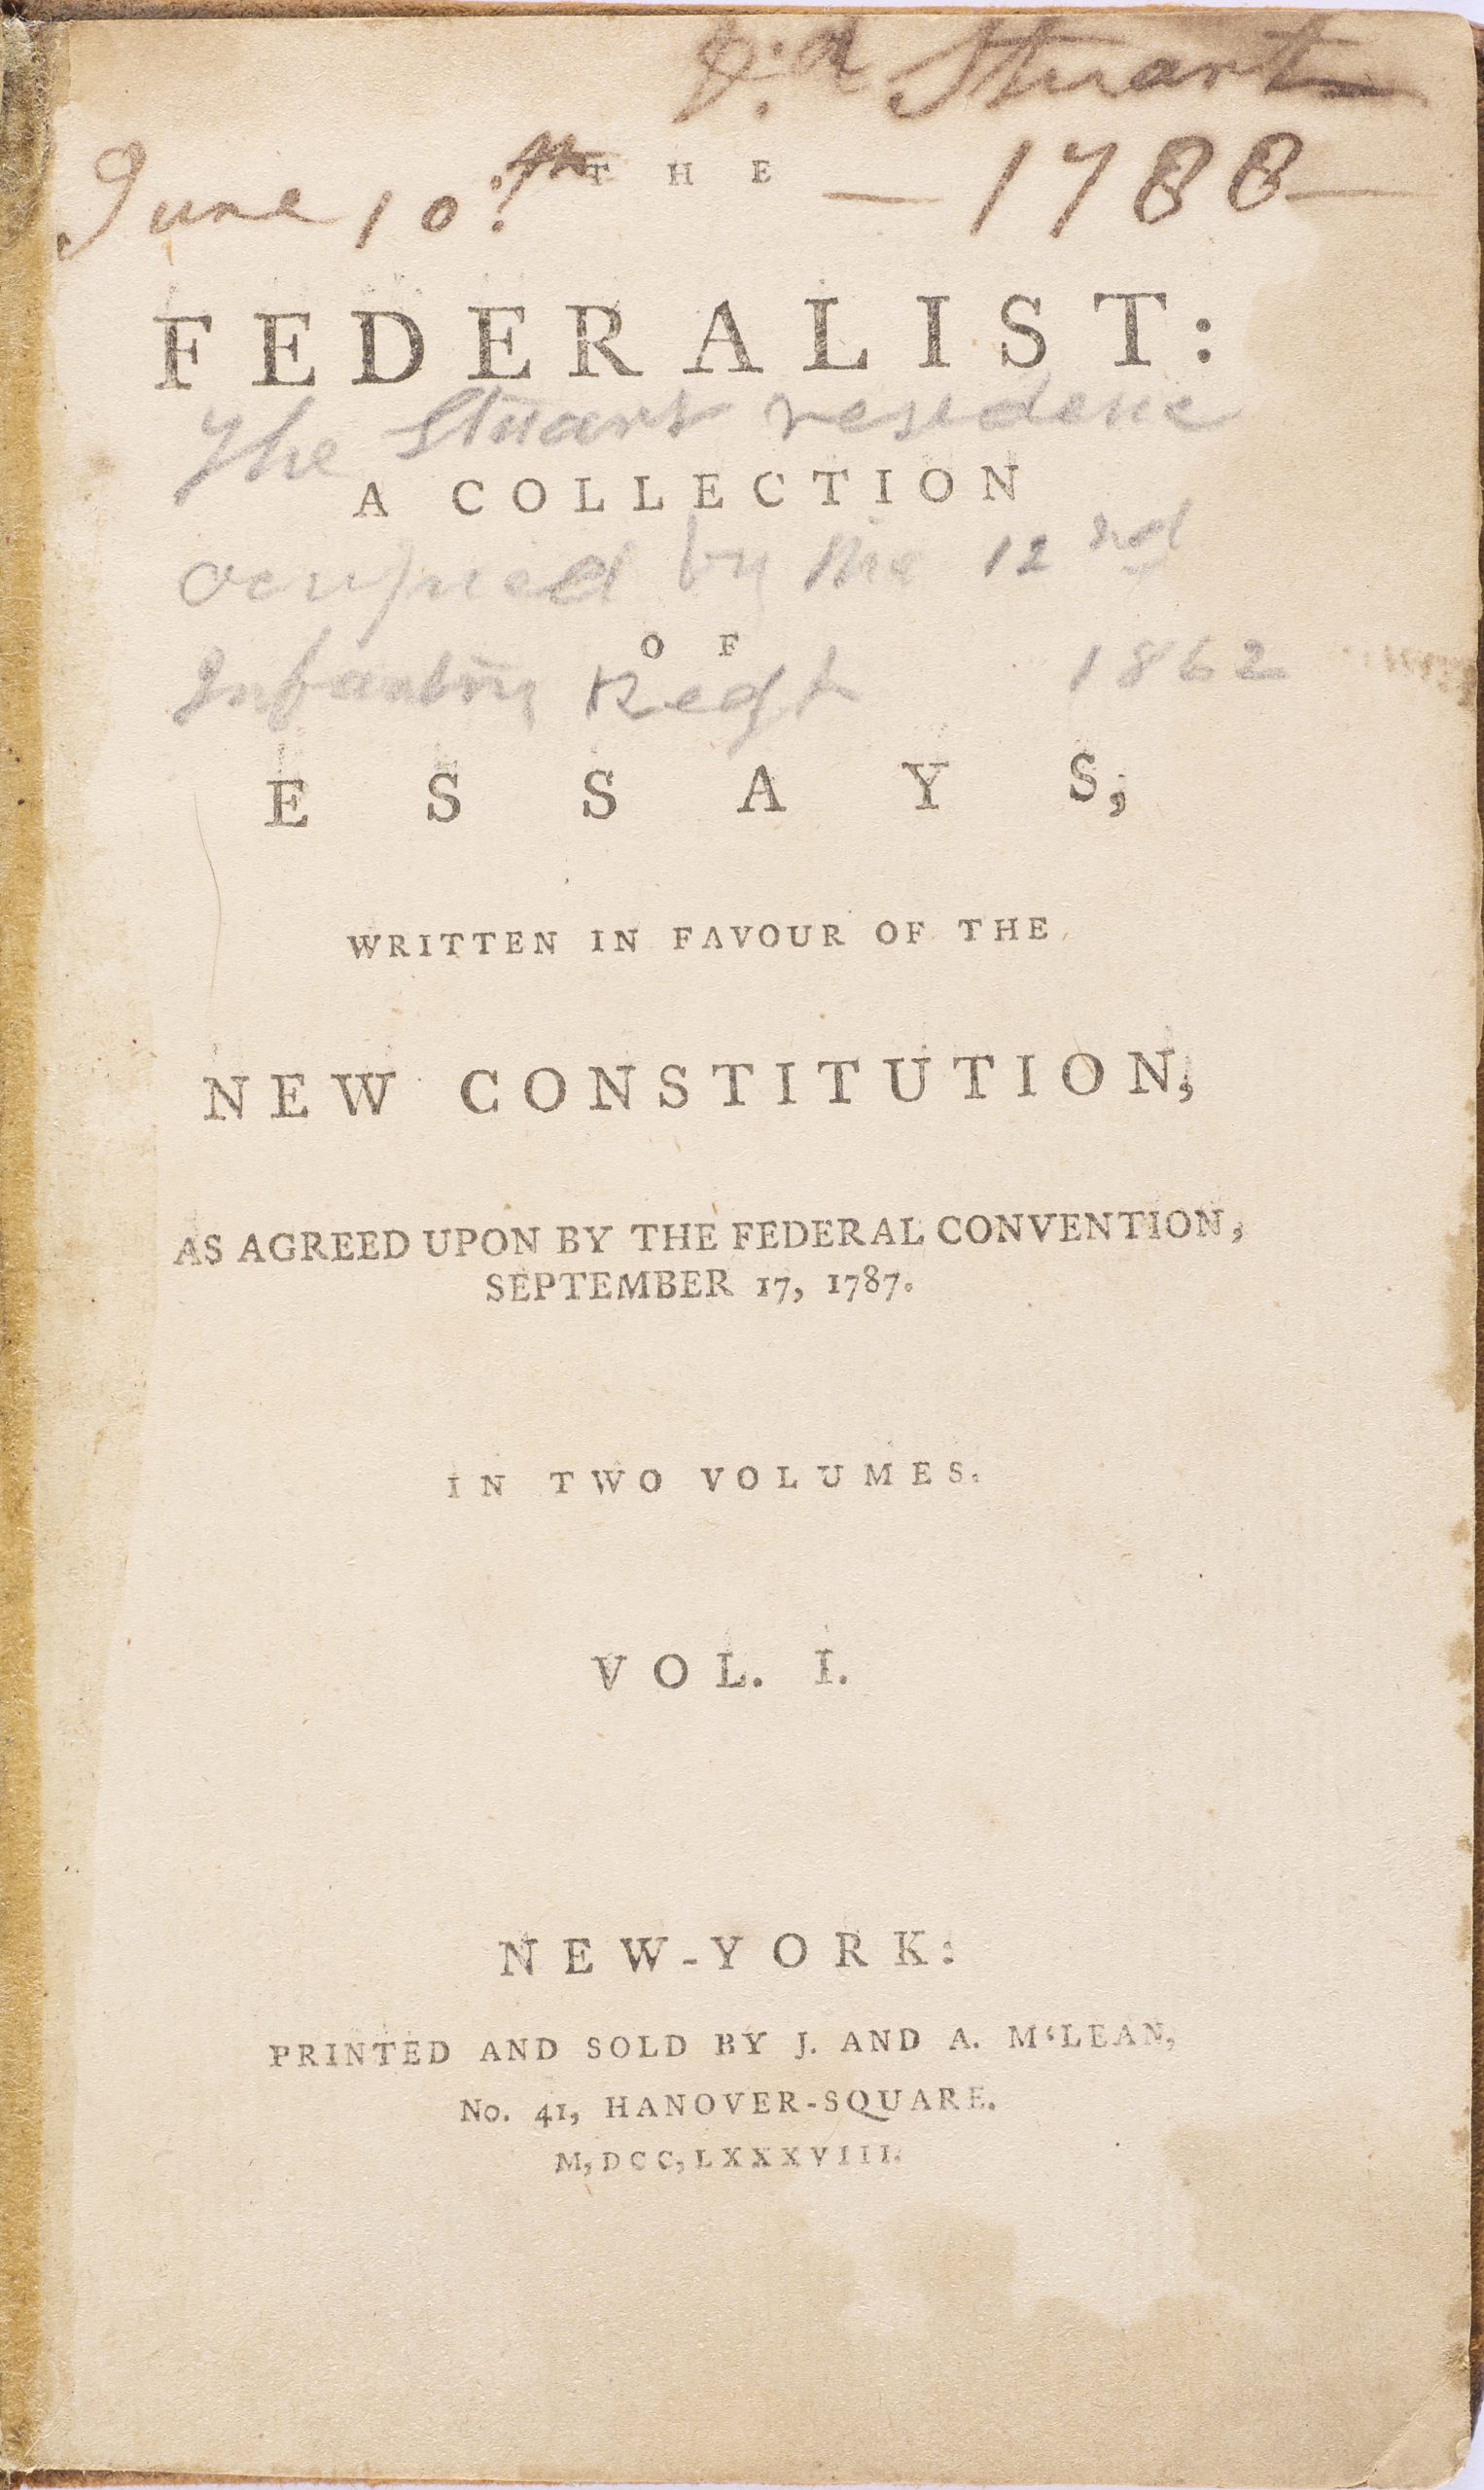 D:d Stuart
June 10th — 1788 —
THE
FEDERALIST:
The Stuart residence
A COLLECTION
occupied by the 12nd
OF
Infantry Regt 1862
ESSAYS,
WRITTEN IN FAVOUR OF THE
NEW CONSTITUTION,
AS AGREED UPON BY THE FEDERAL CONVENTION,
SEPTEMBER 17, 1787.
IN TWO VOLUMES.
VOL. I.
NEW-YORK:
PRINTED AND SOLD BY J. AND A. M‘LEAN,
No. 41, HANOVER-SQUARE.
M,DCC,LXXXVIII.